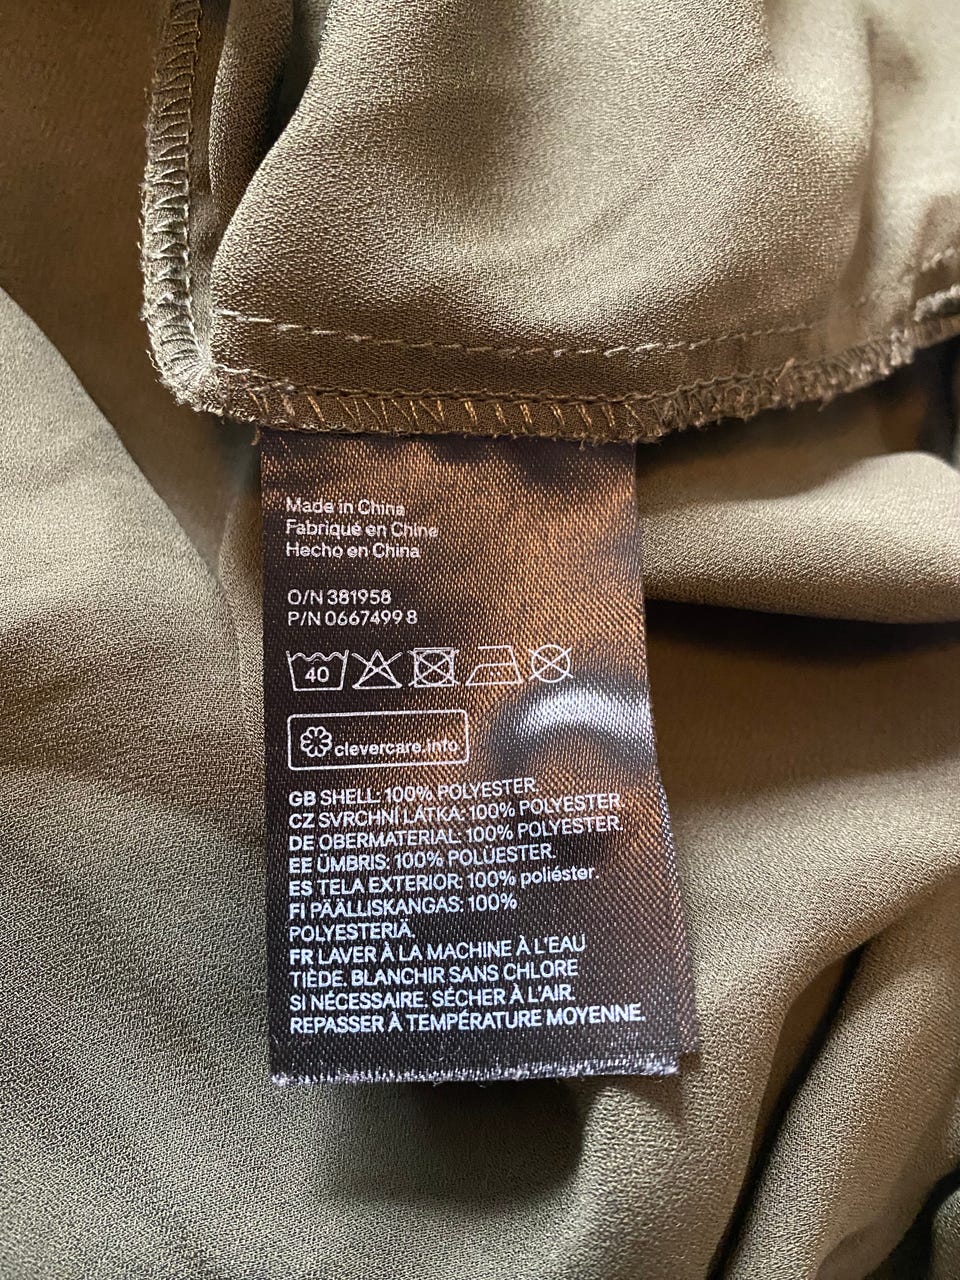 Made in China
Fabriqué en Chine
Hecho en China
O/N 381958
P/N 0667499 8
40
clevercare.info
GB SHELL: 100% POLYESTER
CZ SVRCHNÍ LÁTKA: 100% POLYESTER
DE OBERMATERIAL: 100% POLYESTER.
EE ÜMBRIS: 100% POLÜESTER.
ES TELA EXTERIOR: 100% poliéster.
FI PÄÄLLISKANGAS: 100%
POLYESTERIÄ.
FR LAVER À LA MACHINE À L'EAU
TIÈDE. BLANCHIR SANS CHLORE
SI NÉCESSAIRE. SÉCHER À L'AIR.
REPASSER À TEMPÉRATURE MOYENNE.